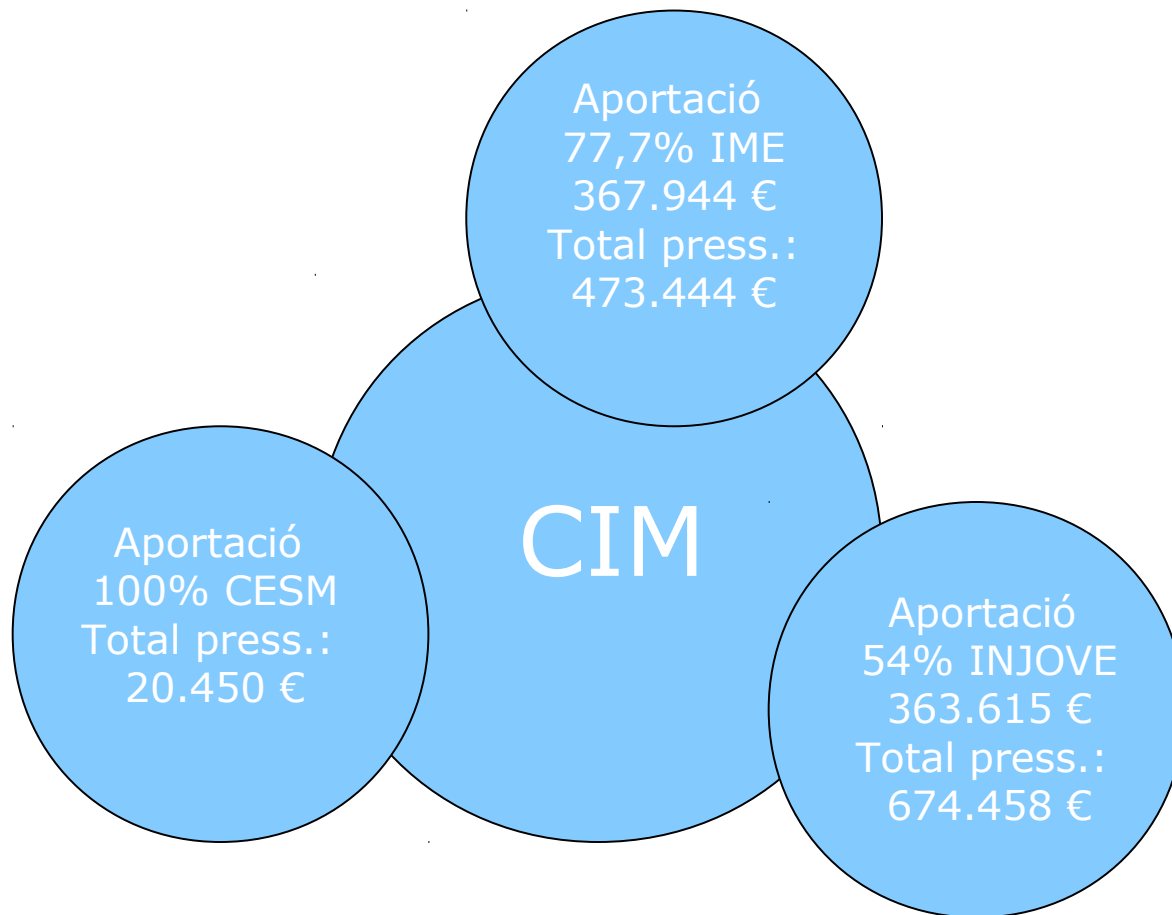 Aportació
77,7% IME
367.944 €
Total press.:
473.444 €
CIM
Aportació
100% CESM
Total press.:
20.450 €
Aportació
54% INJOVE
363.615 €
Total press.:
674.458 €